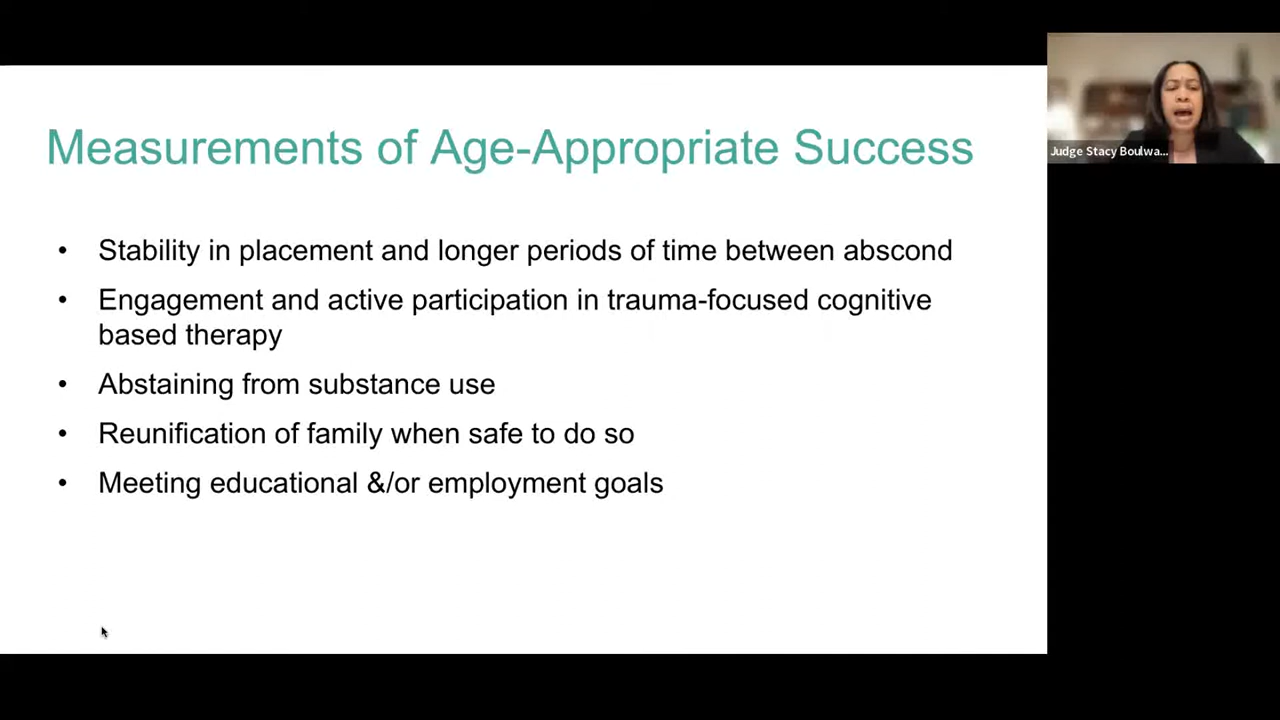 Measurements of Age-Appropriate Success
Judge Stacy Boulwa...
• Stability in placement and longer periods of time between abscond
• Engagement and active participation in trauma-focused cognitive
based therapy
• Abstaining from substance use
• Reunification of family when safe to do so
• Meeting educational &/or employment goals